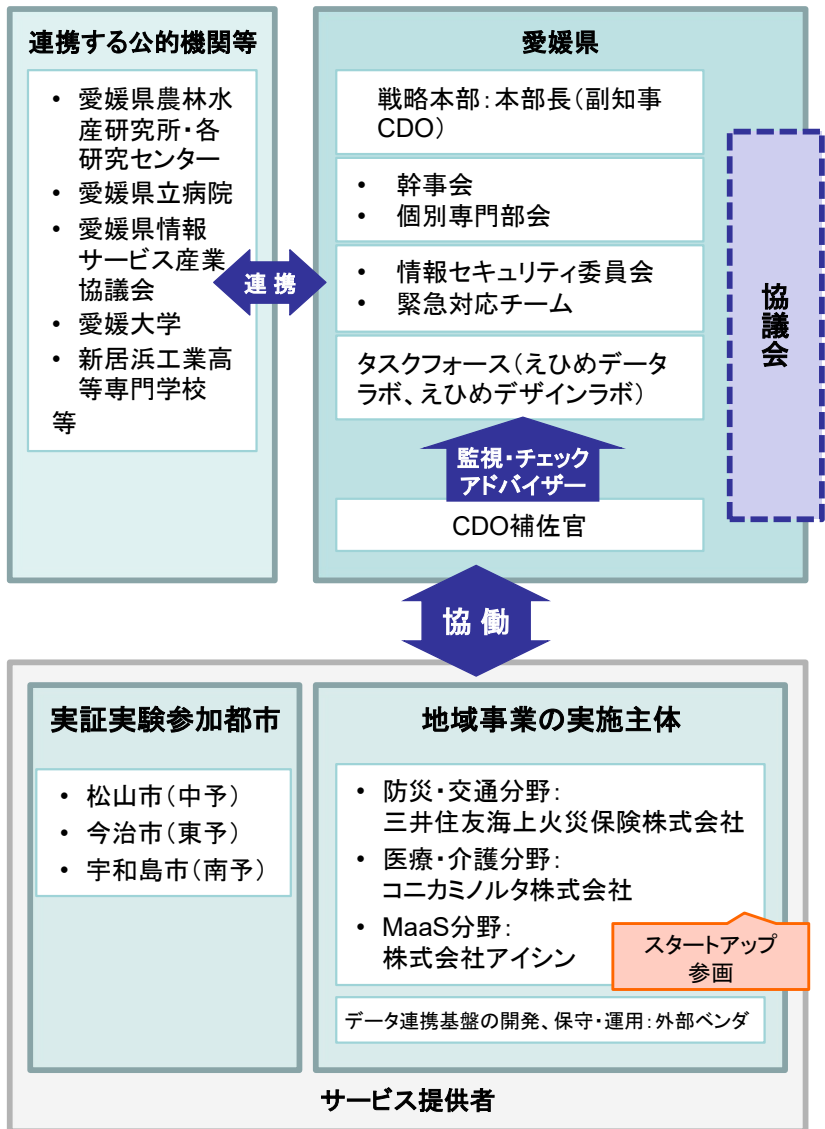 連携する公的機関等
• 愛媛県農林水
産研究所・各
研究センター
• 愛媛県立病院
• 愛媛県情報
サービス産業
協議会
• 愛媛大学
• 新居浜工業高
等専門学校
等
連 携
愛媛県
戦略本部：本部長（副知事
CDO）
• 幹事会
• 個別専門部会
• 情報セキュリティ委員会
• 緊急対応チーム
タスクフォース（えひめデータ
ラボ、えひめデザインラボ）
監視・チェック
アドバイザー
CDO補佐官
協議会
協 働
実証実験参加都市
• 松山市（中予）
• 今治市（東予）
• 宇和島市（南予）
地域事業の実施主体
• 防災・交通分野：
三井住友海上火災保険株式会社
• 医療・介護分野：
コニカミノルタ株式会社
• MaaS分野：
株式会社アイシン
スタートアップ
参画
データ連携基盤の開発、保守・運用：外部ベンダ
サービス提供者